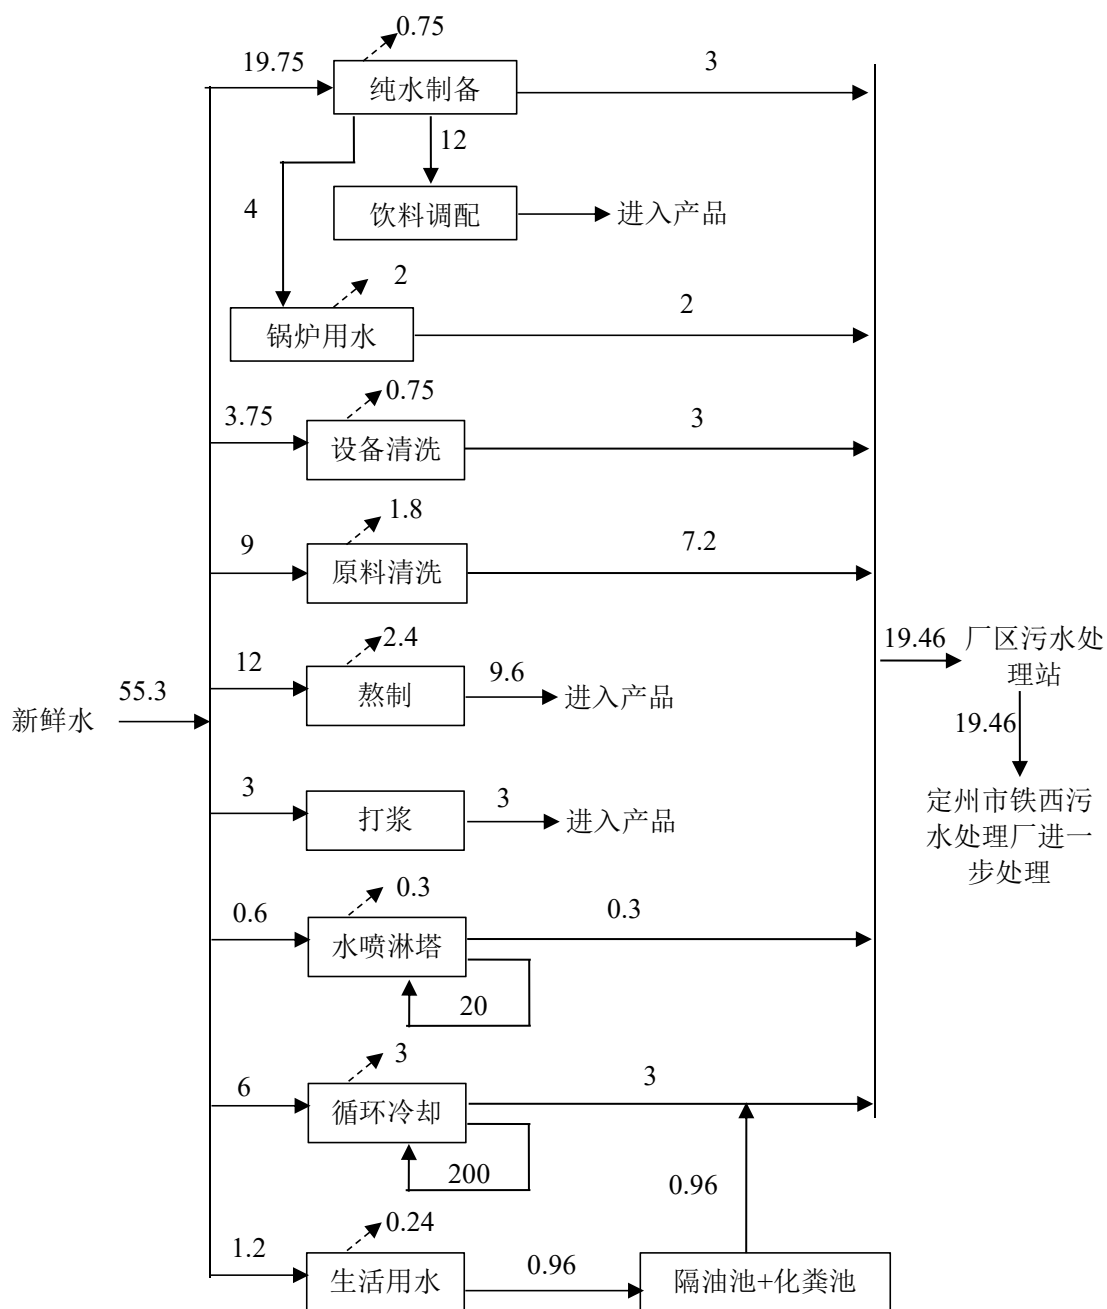 0.75
19.75
纯水制备
3
12
4
饮料调配
进入产品
2
锅炉用水
2
0.75
3.75
设备清洗
3
1.8
9
原料清洗
7.2
2.4
12
熬制
9.6
进入产品
新鲜水
55.3
19.46
厂区污水处
理站
19.46
定州市铁西污
水处理厂进一
步处理
3
打浆
3
进入产品
0.3
0.6
水喷淋塔
0.3
20
3
6
循环冷却
3
200
0.96
0.24
1.2
生活用水
0.96
隔油池+化粪池